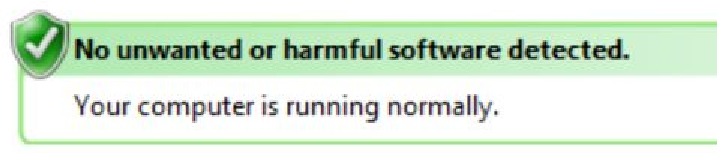 No unwanted or harmful software detected.
Your computer is running normally.